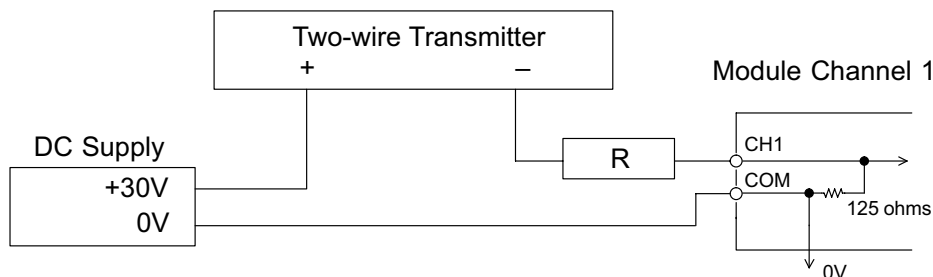 Two-wire Transmitter
+ –
Module Channel 1
DC Supply
+30V
0V
R
CH1
COM
125 ohms
0V